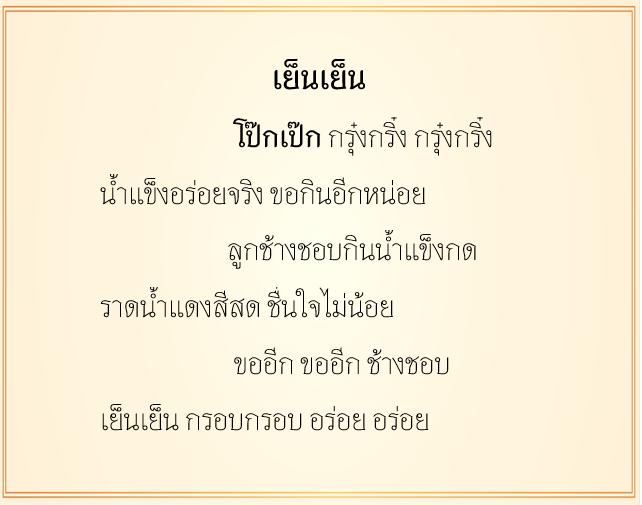 เย็นเย็น
โป๊กเป๊ก กรุ๋งกริ๋ง กรุ๋งกริ๋ง
น้ำแข็งอร่อยจริง ขอกินอีกหน่อย
ลูกช้างชอบกินน้ำแข็งกด
ราดน้ำแดงสีสด ชื่นใจไม่น้อย
ขออีก ขออีก ช้างชอบ
เย็นเย็น กรอบกรอบ อร่อย อร่อย